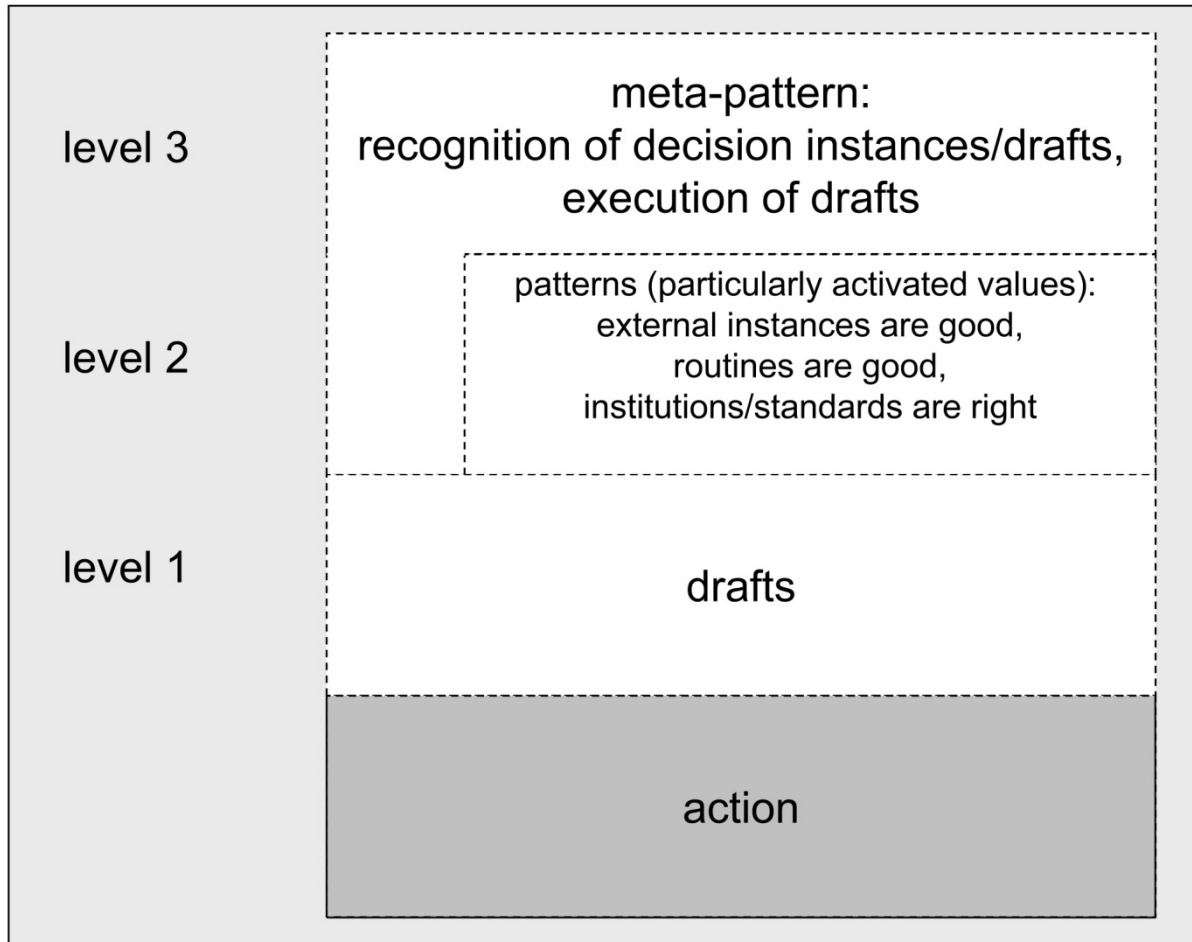 level 3
meta-pattern:
recognition of decision instances/drafts,
execution of drafts
level 2
patterns (particularly activated values):
external instances are good,
routines are good,
institutions/standards are right
level 1
drafts
action